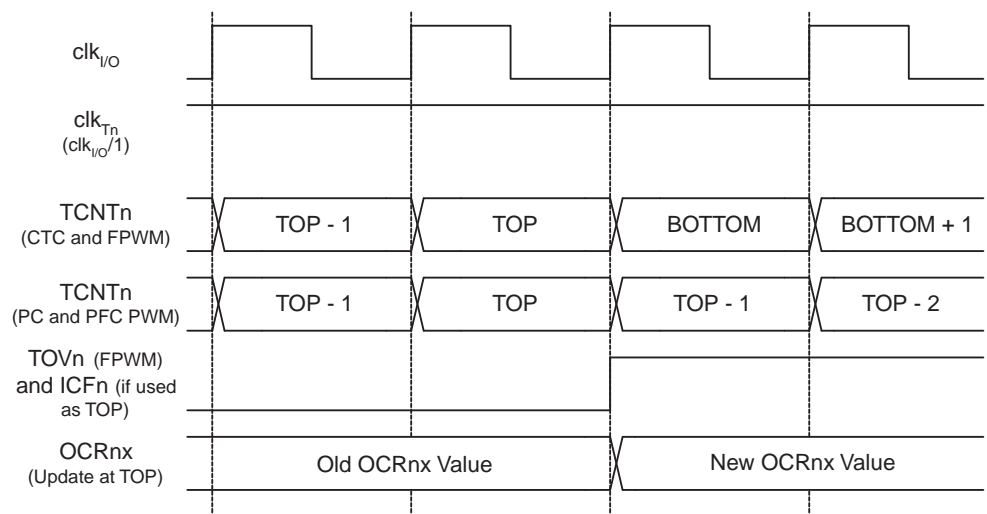 clkI/O
clkTn
(clkI/O/1)
TCNTn
(CTC and FPWM)
TOP - 1
TOP
BOTTOM
BOTTOM + 1
TCNTn
(PC and PFC PWM)
TOP - 1
TOP
TOP - 1
TOP - 2
TOVn (FPWM)
and ICFn (if used
as TOP)
OCRnx
(Update at TOP)
Old OCRnx Value
New OCRnx Value